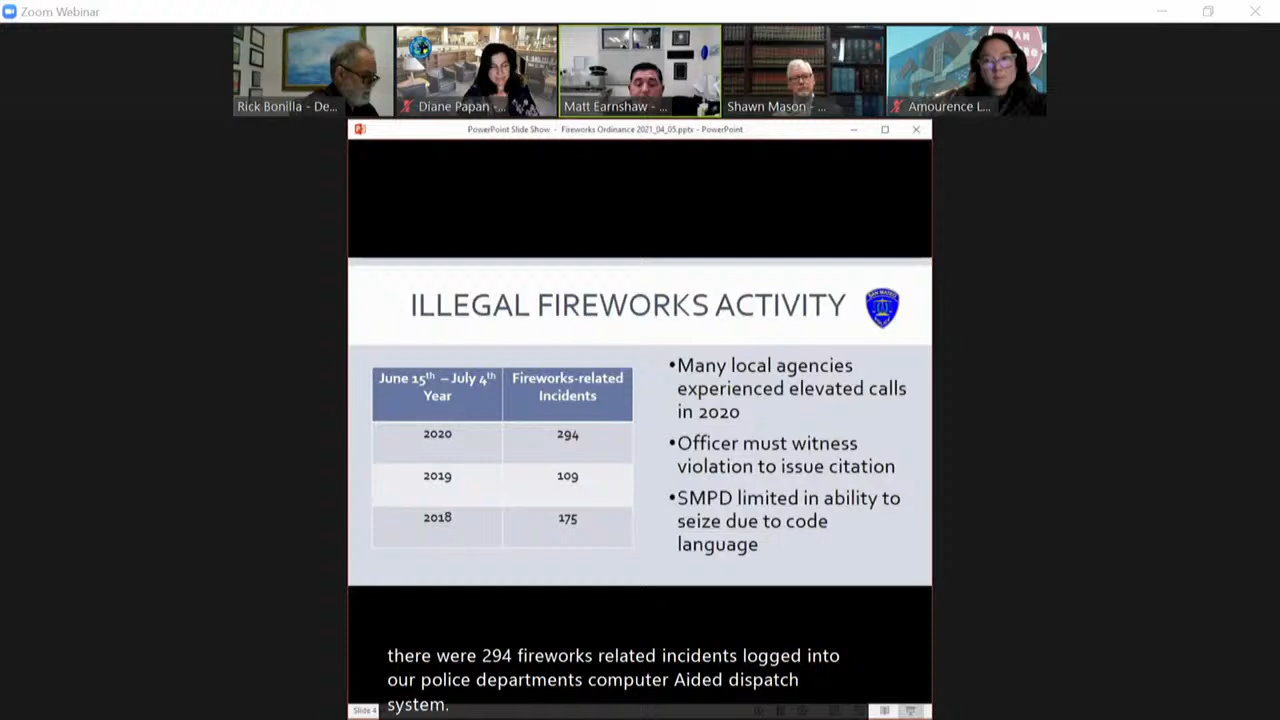 Zoom Webinar
Rick Bonilla - De...
Diane Papan -...
Matt Earnshaw - ...
Shawn Mason - ...
Amourence L...
PowerPoint Slide Show - Fireworks Ordinance 2021_04_05.pptx - PowerPoint
ILLEGAL FIREWORKS ACTIVITY
SAN MATEO
June 15th – July 4th Fireworks-related
Year Incidents
2020 294
2019 109
2018 175
•Many local agencies
experienced elevated calls
in 2020
•Officer must witness
violation to issue citation
•SMPD limited in ability to
seize due to code
language
there were 294 fireworks related incidents logged into
our police departments computer Aided dispatch
system.
Slide 4